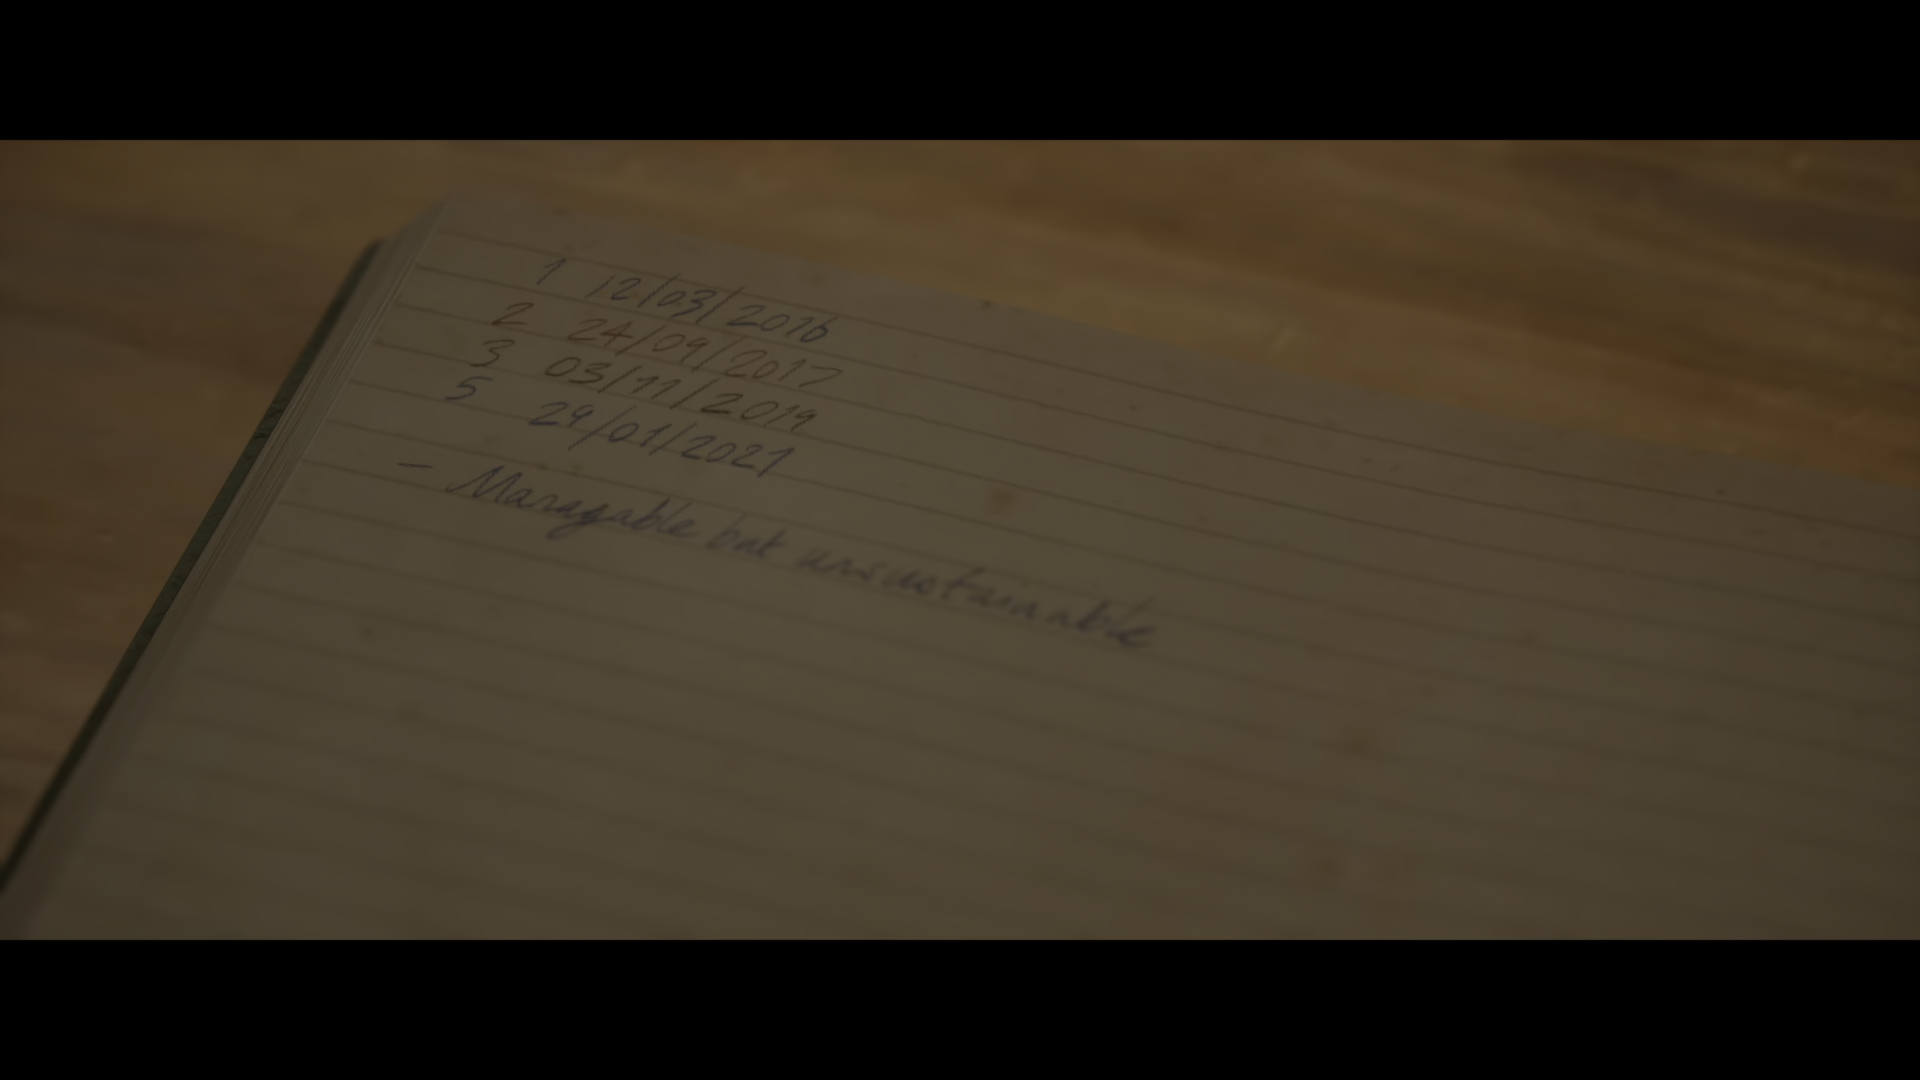 1 12/03/2016
2 24/09/2017
3 03/11/2019
5 29/01/2021
– Managable but unsustainable